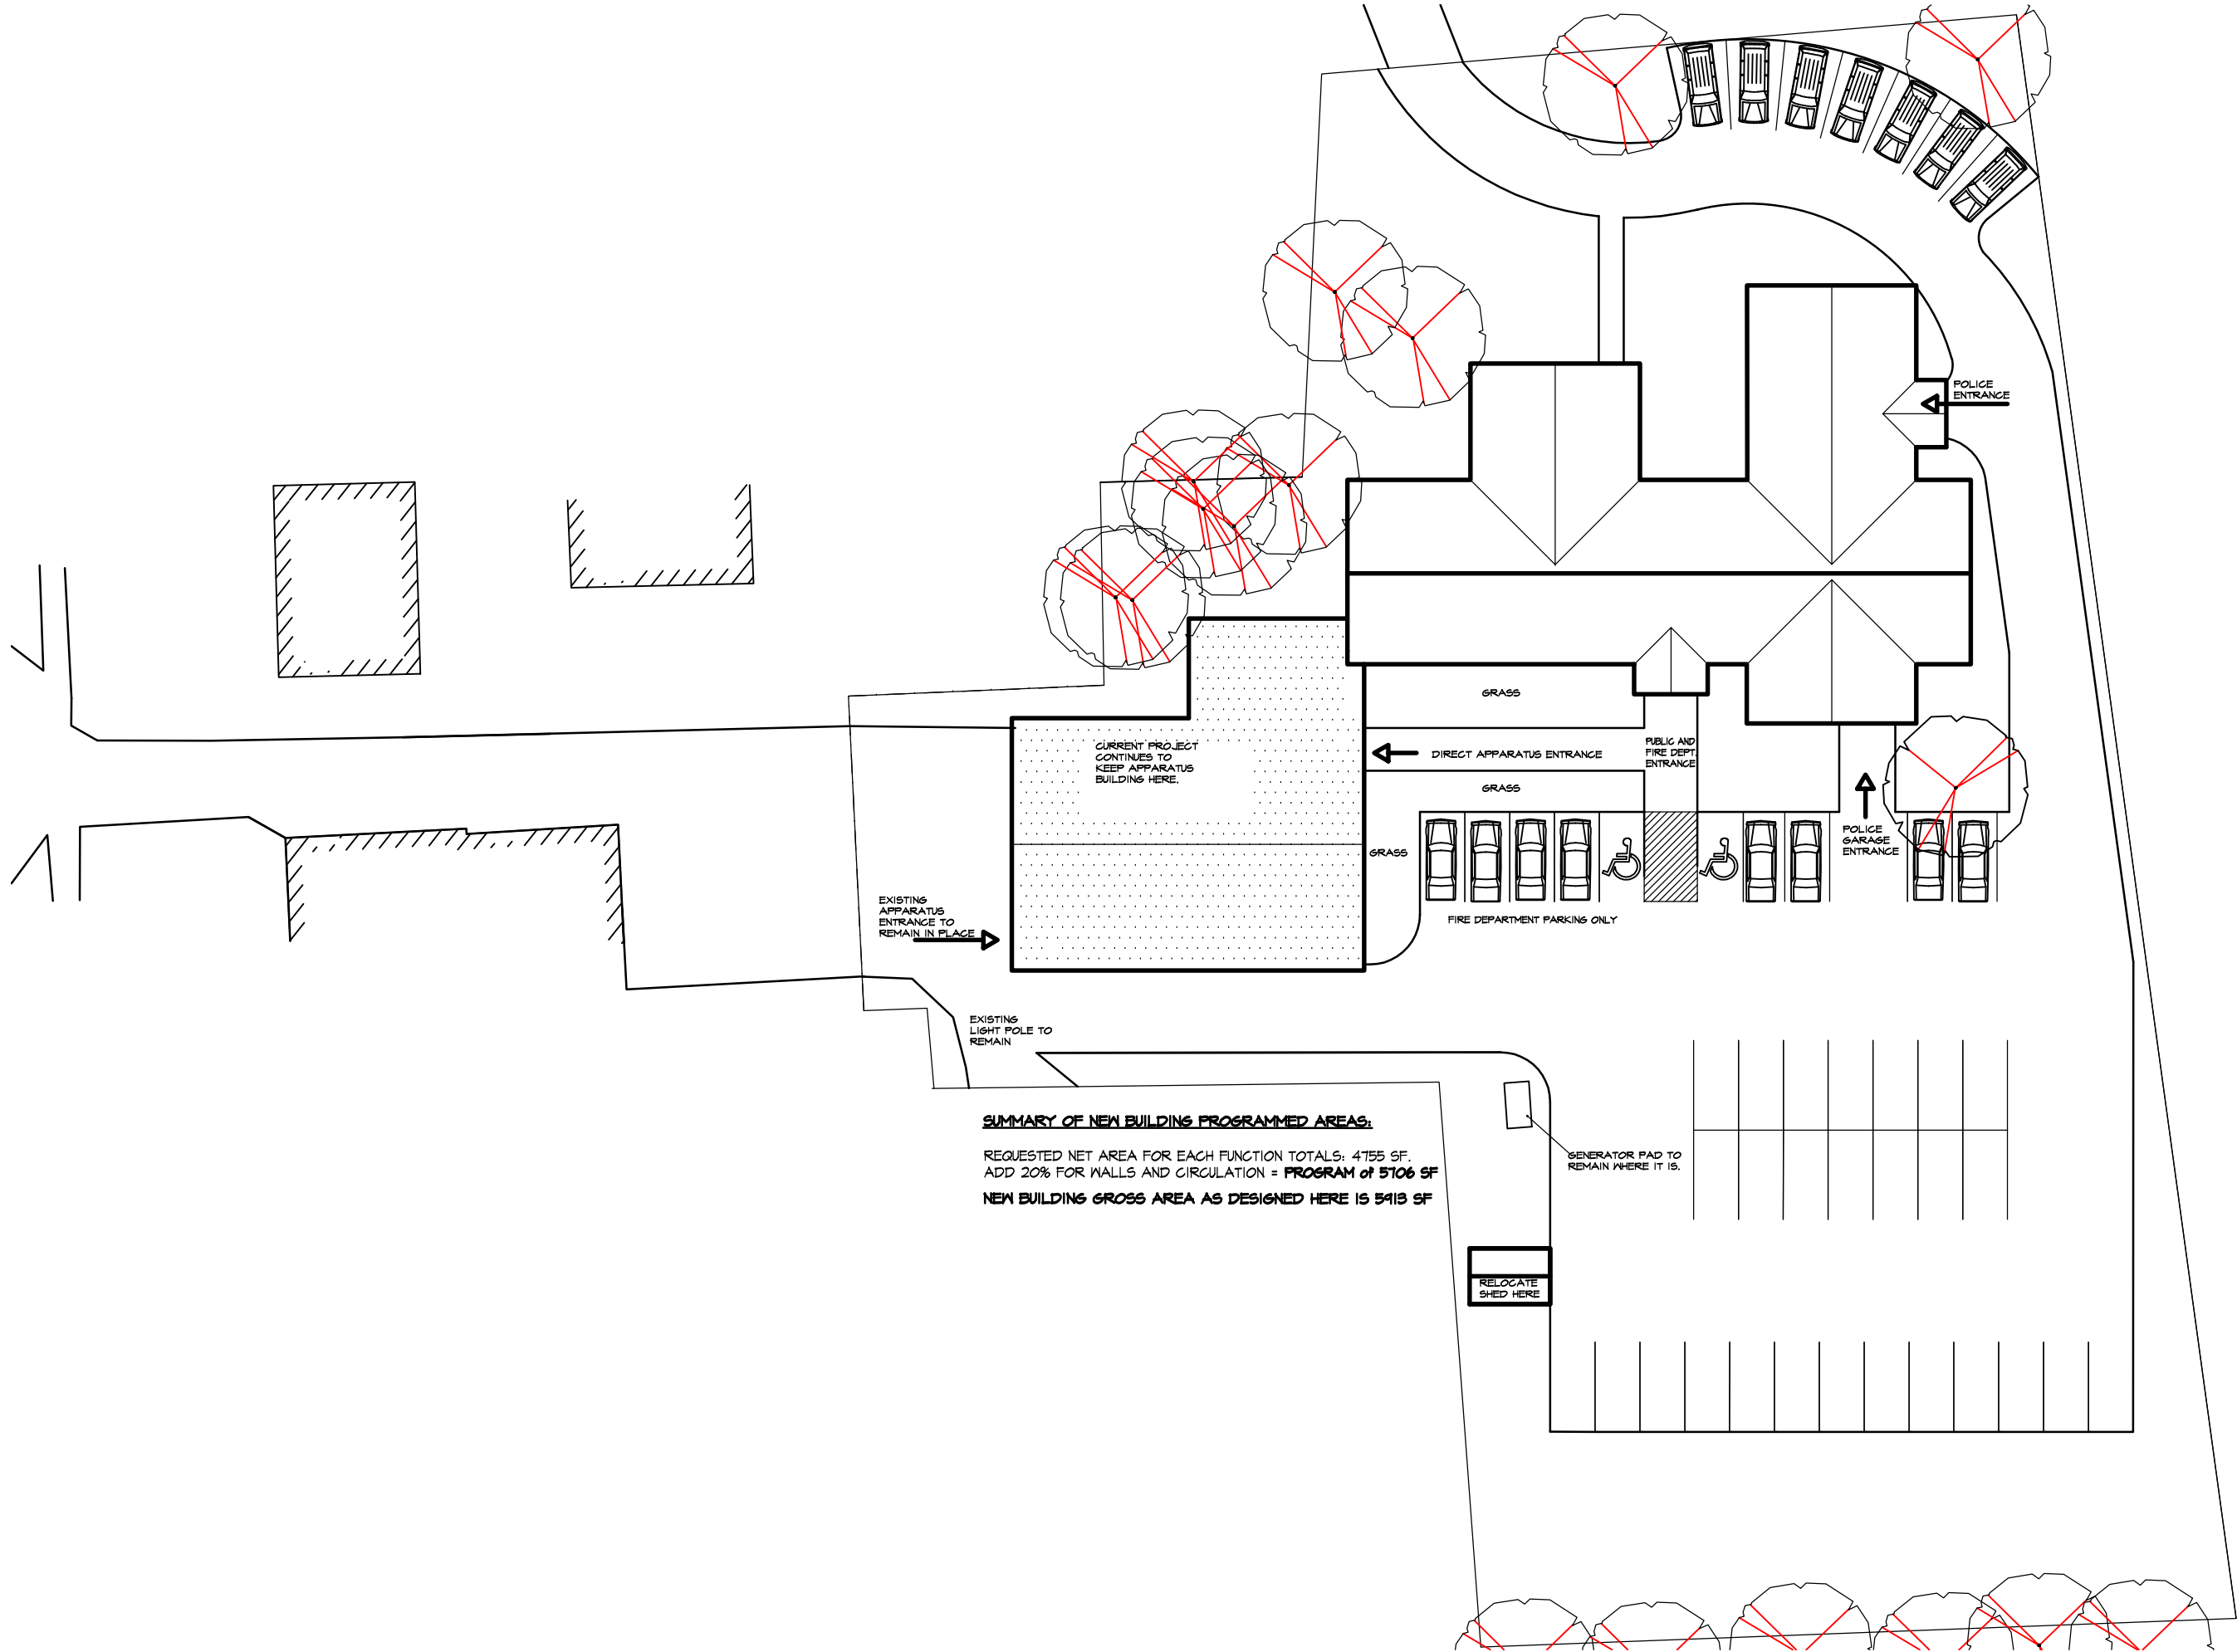 POLICE
ENTRANCE
GRASS
CURRENT PROJECT
CONTINUES TO
KEEP APPARATUS
BUILDING HERE.
DIRECT APPARATUS ENTRANCE
PUBLIC AND
FIRE DEPT.
ENTRANCE
GRASS
POLICE
GARAGE
ENTRANCE
GRASS
EXISTING
APPARATUS
ENTRANCE TO
REMAIN IN PLACE
FIRE DEPARTMENT PARKING ONLY
EXISTING
LIGHT POLE TO
REMAIN
SUMMARY OF NEW BUILDING PROGRAMMED AREAS:
REQUESTED NET AREA FOR EACH FUNCTION TOTALS: 4755 SF.
ADD 20% FOR WALLS AND CIRCULATION = PROGRAM of 5706 SF
NEW BUILDING GROSS AREA AS DESIGNED HERE IS 5913 SF
GENERATOR PAD TO
REMAIN WHERE IT IS.
RELOCATE
SHED HERE